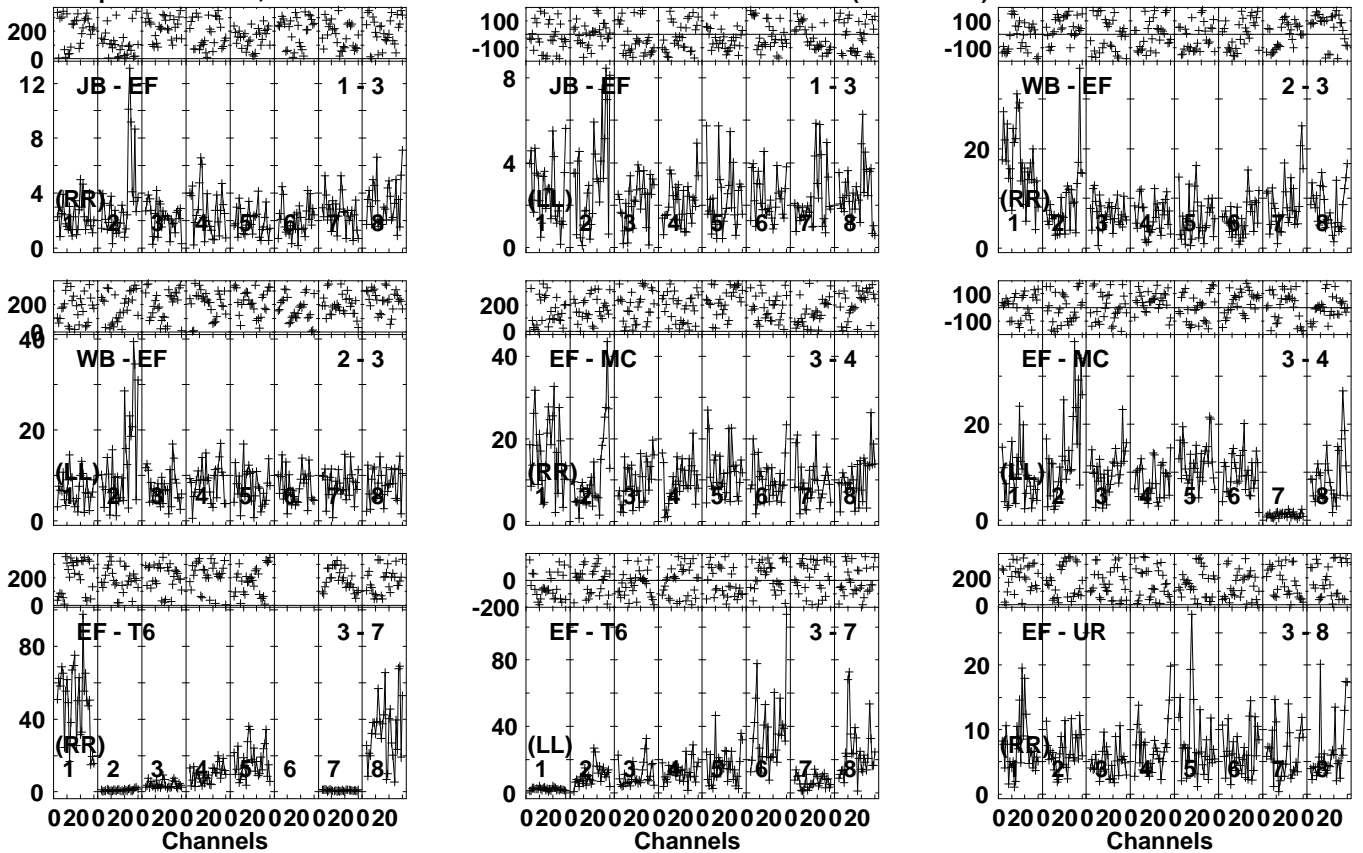 200 0 100 -100 100 -100
JB - EF 1 - 3 JB - EF 1 - 3 WB - EF 2 - 3
12 8 4 0 8 4 0 20 0
(RR) (LL) (RR)
1 2 3 4 5 6 7 8 1 2 3 4 5 6 7 8 1 2 3 4 5 6 7 8
200 0 200 0 100 -100
WB - EF 2 - 3 EF - MC 3 - 4 EF - MC 3 - 4
40 20 0 40 20 0 20 0
(LL) (RR) (LL)
1 2 3 4 5 6 7 8 1 2 3 4 5 6 7 8 1 2 3 4 5 6 7 8
200 0 0 -200 200 0
EF - T6 3 - 7 EF - T6 3 - 7 EF - UR 3 - 8
80 40 0 80 40 0 20 10 0
(RR) (LL) (RR)
1 2 3 4 5 6 7 8 1 2 3 4 5 6 7 8 1 2 3 4 5 6 7 8
0 20 0 20 0 20 0 20 0 20 0 20 0 20 0 20 0 20 0 20 0 20 0 20 0 20 0 20 0 20 0 20 0 20 0 20 0 20 0 20 0 20 0 20 0 20 0 20
Channels Channels Channels